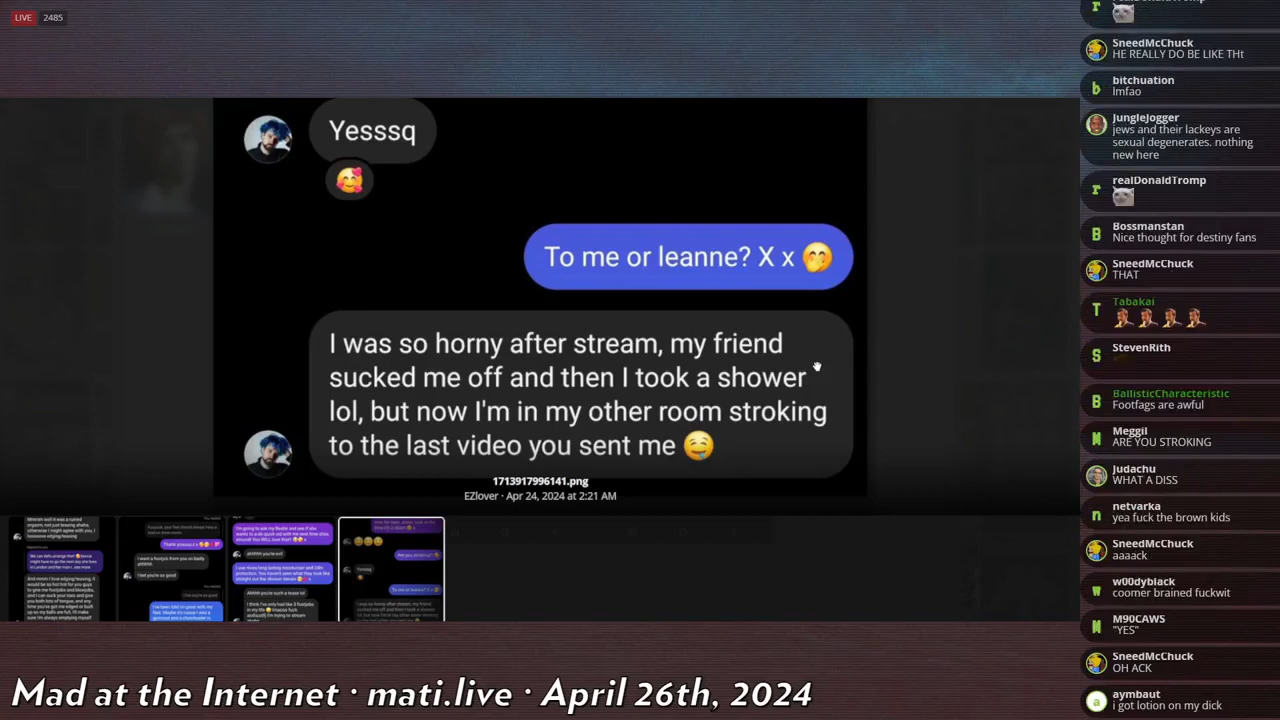 LIVE 2485
Yesssq
🥰
To me or leanne? X x 🤭
I was so horny after stream, my friend
sucked me off and then I took a shower
lol, but now I'm in my other room stroking
to the last video you sent me 🤤
1713917996141.png
EZlover · Apr 24, 2024 at 2:21 AM
Mad at the Internet · mati.live · April 26th, 2024
SneedMcChuck
HE REALLY DO BE LIKE THt
bitchuation
lmfao
JungleJogger
jews and their lackeys are
sexual degenerates. nothing
new here
realDonaldTromp
Bossmanstan
Nice thought for destiny fans
SneedMcChuck
THAT
Tabakai
StevenRith
BallisticCharacteristic
Footfags are awful
Meggil
ARE YOU STROKING
Judachu
WHAT A DISS
netvarka
yea fuck the brown kids
SneedMcChuck
aaaack
w00dyblack
coomer brained fuckwit
M90CAWS
"YES"
SneedMcChuck
OH ACK
aymbaut
i got lotion on my dick